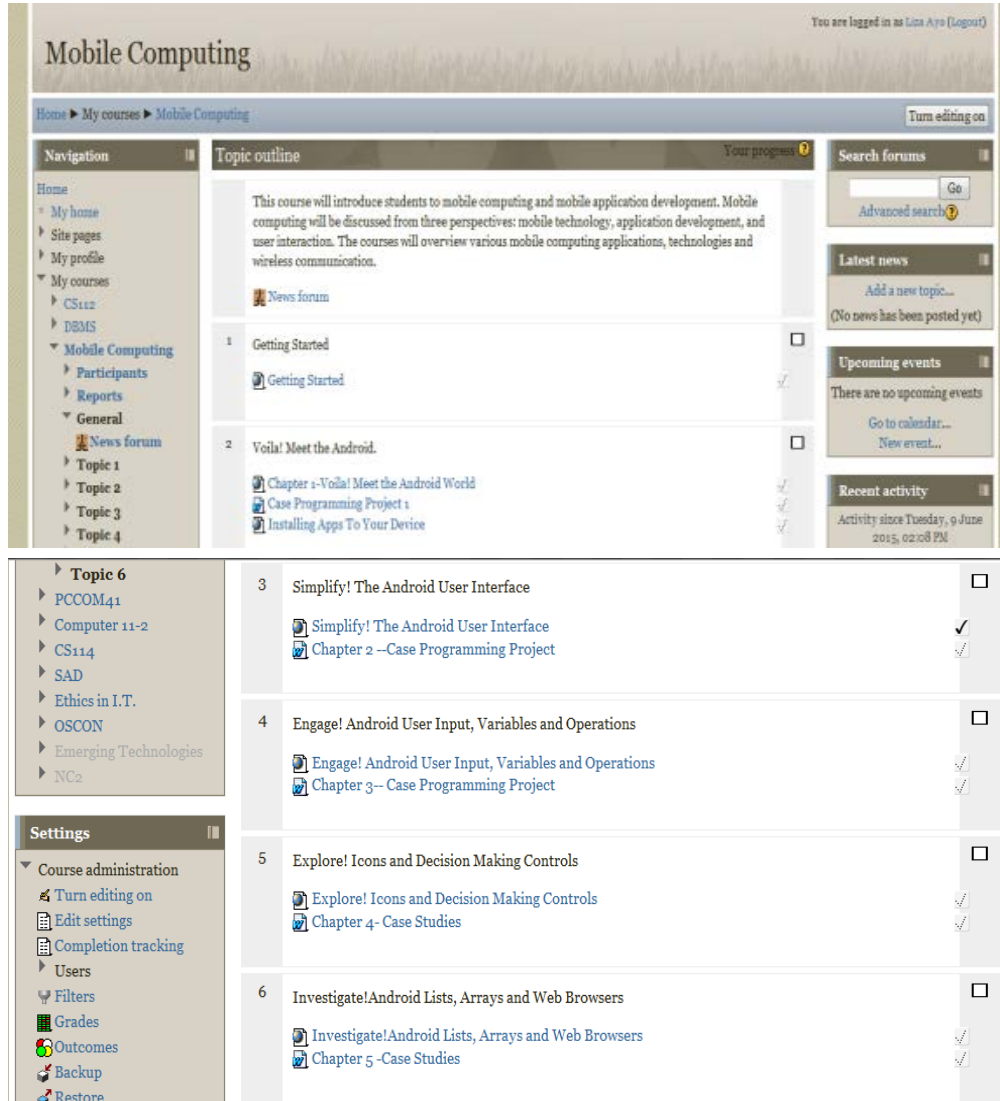 You are logged in as Liza Ayo (Logout)
Mobile Computing
Home ► My courses ► Mobile Computing
Turn editing on
Navigation
Home
My home
Site pages
My profile
My courses
CS112
DBMS
Mobile Computing
Participants
Reports
General
News forum
Topic 1
Topic 2
Topic 3
Topic 4
Topic outline
Your progress
This course will introduce students to mobile computing and mobile application development. Mobile
computing will be discussed from three perspectives: mobile technology, application development, and
user interaction. The courses will overview various mobile computing applications, technologies and
wireless communication.
News forum
1 Getting Started
Getting Started
2 Voila! Meet the Android.
Chapter 1-Voila! Meet the Android World
Case Programming Project 1
Installing Apps To Your Device
Search forums
Go
Advanced search
Latest news
Add a new topic...
(No news has been posted yet)
Upcoming events
There are no upcoming events
Go to calendar...
New event...
Recent activity
Activity since Tuesday, 9 June
2015, 02:08 PM
Topic 6
PCCOM41
Computer 11-2
CS114
SAD
Ethics in I.T.
OSCON
Emerging Technologies
NC2
Settings
Course administration
Turn editing on
Edit settings
Completion tracking
Users
Filters
Grades
Outcomes
Backup
Restore
3 Simplify! The Android User Interface
Simplify! The Android User Interface
Chapter 2 --Case Programming Project
4 Engage! Android User Input, Variables and Operations
Engage! Android User Input, Variables and Operations
Chapter 3-- Case Programming Project
5 Explore! Icons and Decision Making Controls
Explore! Icons and Decision Making Controls
Chapter 4- Case Studies
6 Investigate!Android Lists, Arrays and Web Browsers
Investigate!Android Lists, Arrays and Web Browsers
Chapter 5 -Case Studies